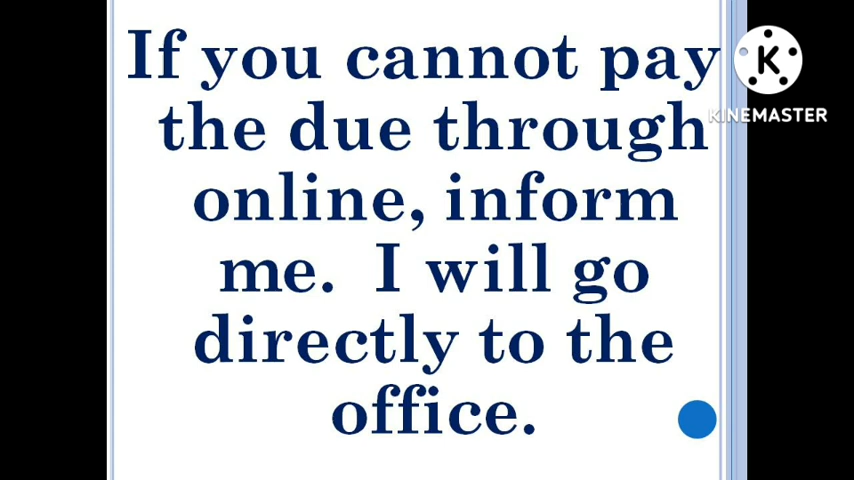 If you cannot pay
the due through
online, inform
me. I will go
directly to the
office.
K
KINEMASTER